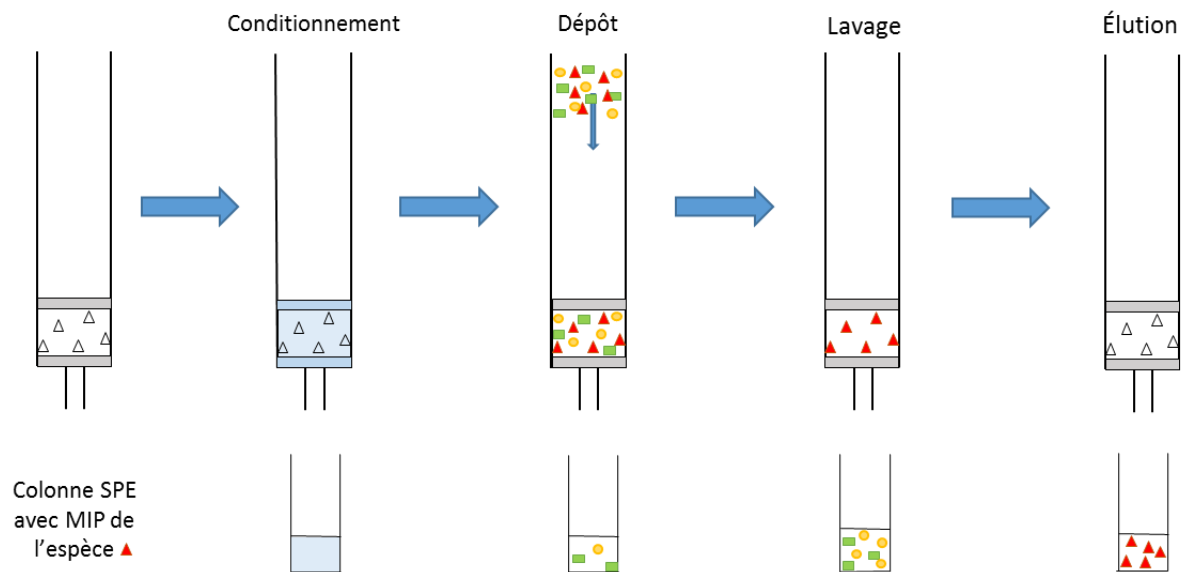 Conditionnement
Dépôt
Lavage
Élution
Colonne SPE
avec MIP de
l’espèce